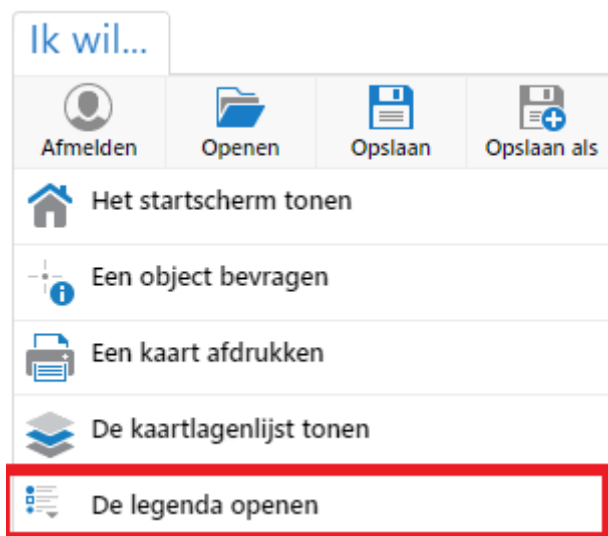 Ik wil...
Afmelden Openen Opslaan Opslaan als
Het startscherm tonen
Een object bevragen
Een kaart afdrukken
De kaartlagenlijst tonen
De legenda openen